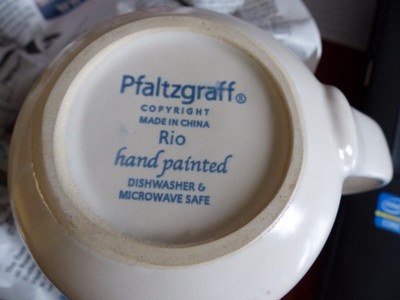 Pfaltzgraff®
COPYRIGHT
MADE IN CHINA
Rio
hand painted
DISHWASHER &
MICROWAVE SAFE